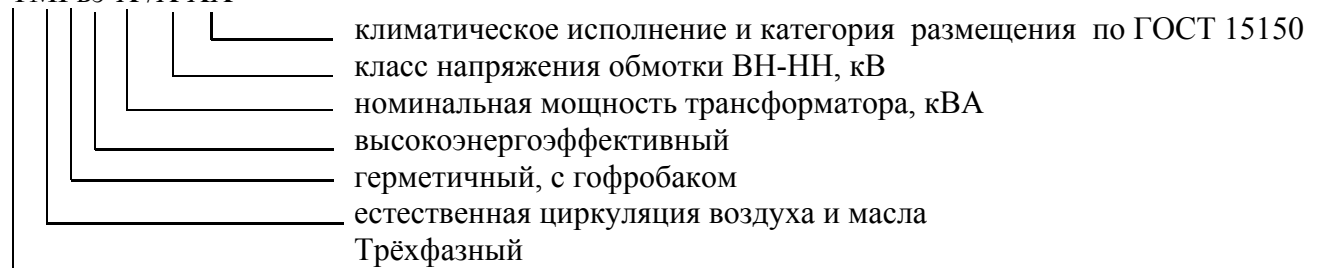 климатическое исполнение и категория размещения по ГОСТ 15150
класс напряжения обмотки ВН-НН, кВ
номинальная мощность трансформатора, кВА
высокоэнергоэффективный
герметичный, с гофробаком
естественная циркуляция воздуха и масла
Трёхфазный